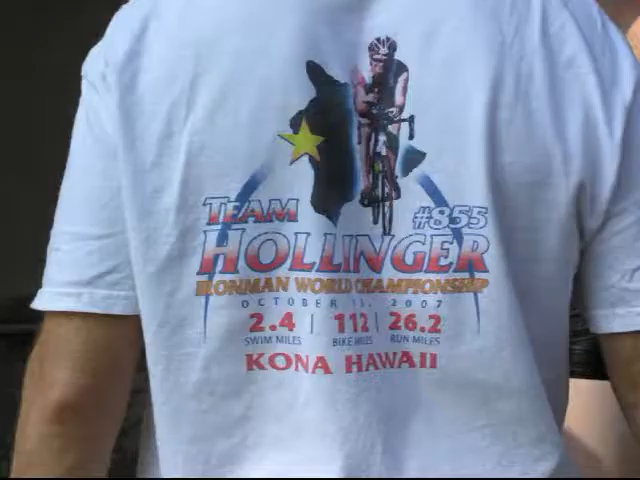 TEAM #855
HOLLINGER
IRONMAN WORLD CHAMPIONSHIP
OCTOBER 2007
2.4 | 112 | 26.2
SWIM MILES BIKE MILES RUN MILES
KONA HAWAII